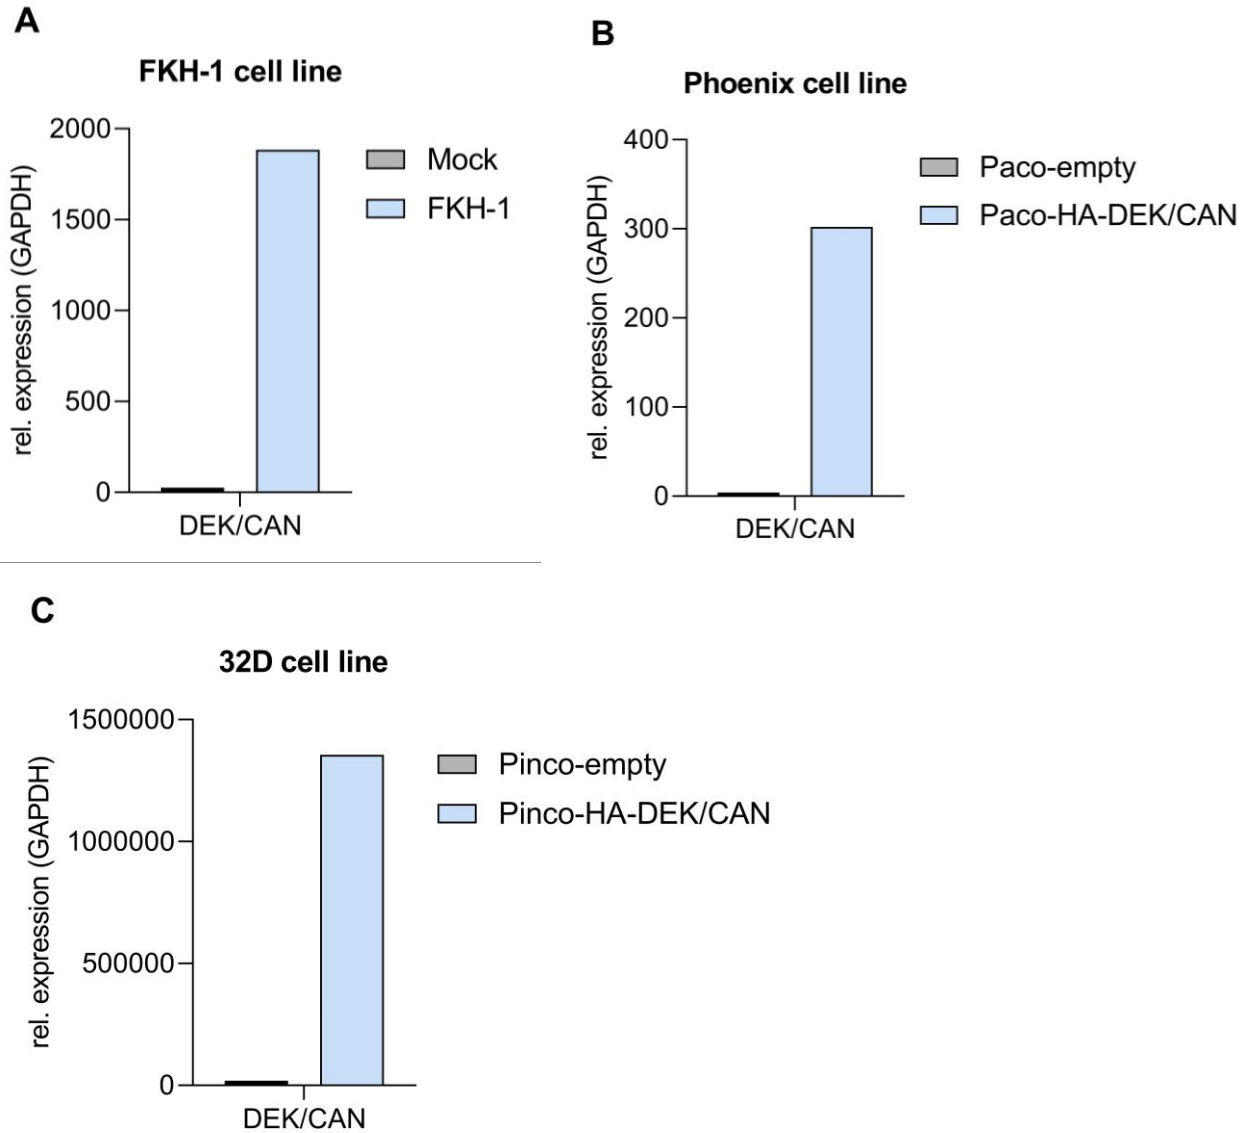 A
FKH-1 cell line
rel. expression (GAPDH)
2000
1500
1000
500
0
DEK/CAN
Mock
FKH-1
B
Phoenix cell line
rel. expression (GAPDH)
400
300
200
100
0
DEK/CAN
Paco-empty
Paco-HA-DEK/CAN
C
32D cell line
rel. expression (GAPDH)
1500000
1000000
500000
0
DEK/CAN
Pinco-empty
Pinco-HA-DEK/CAN